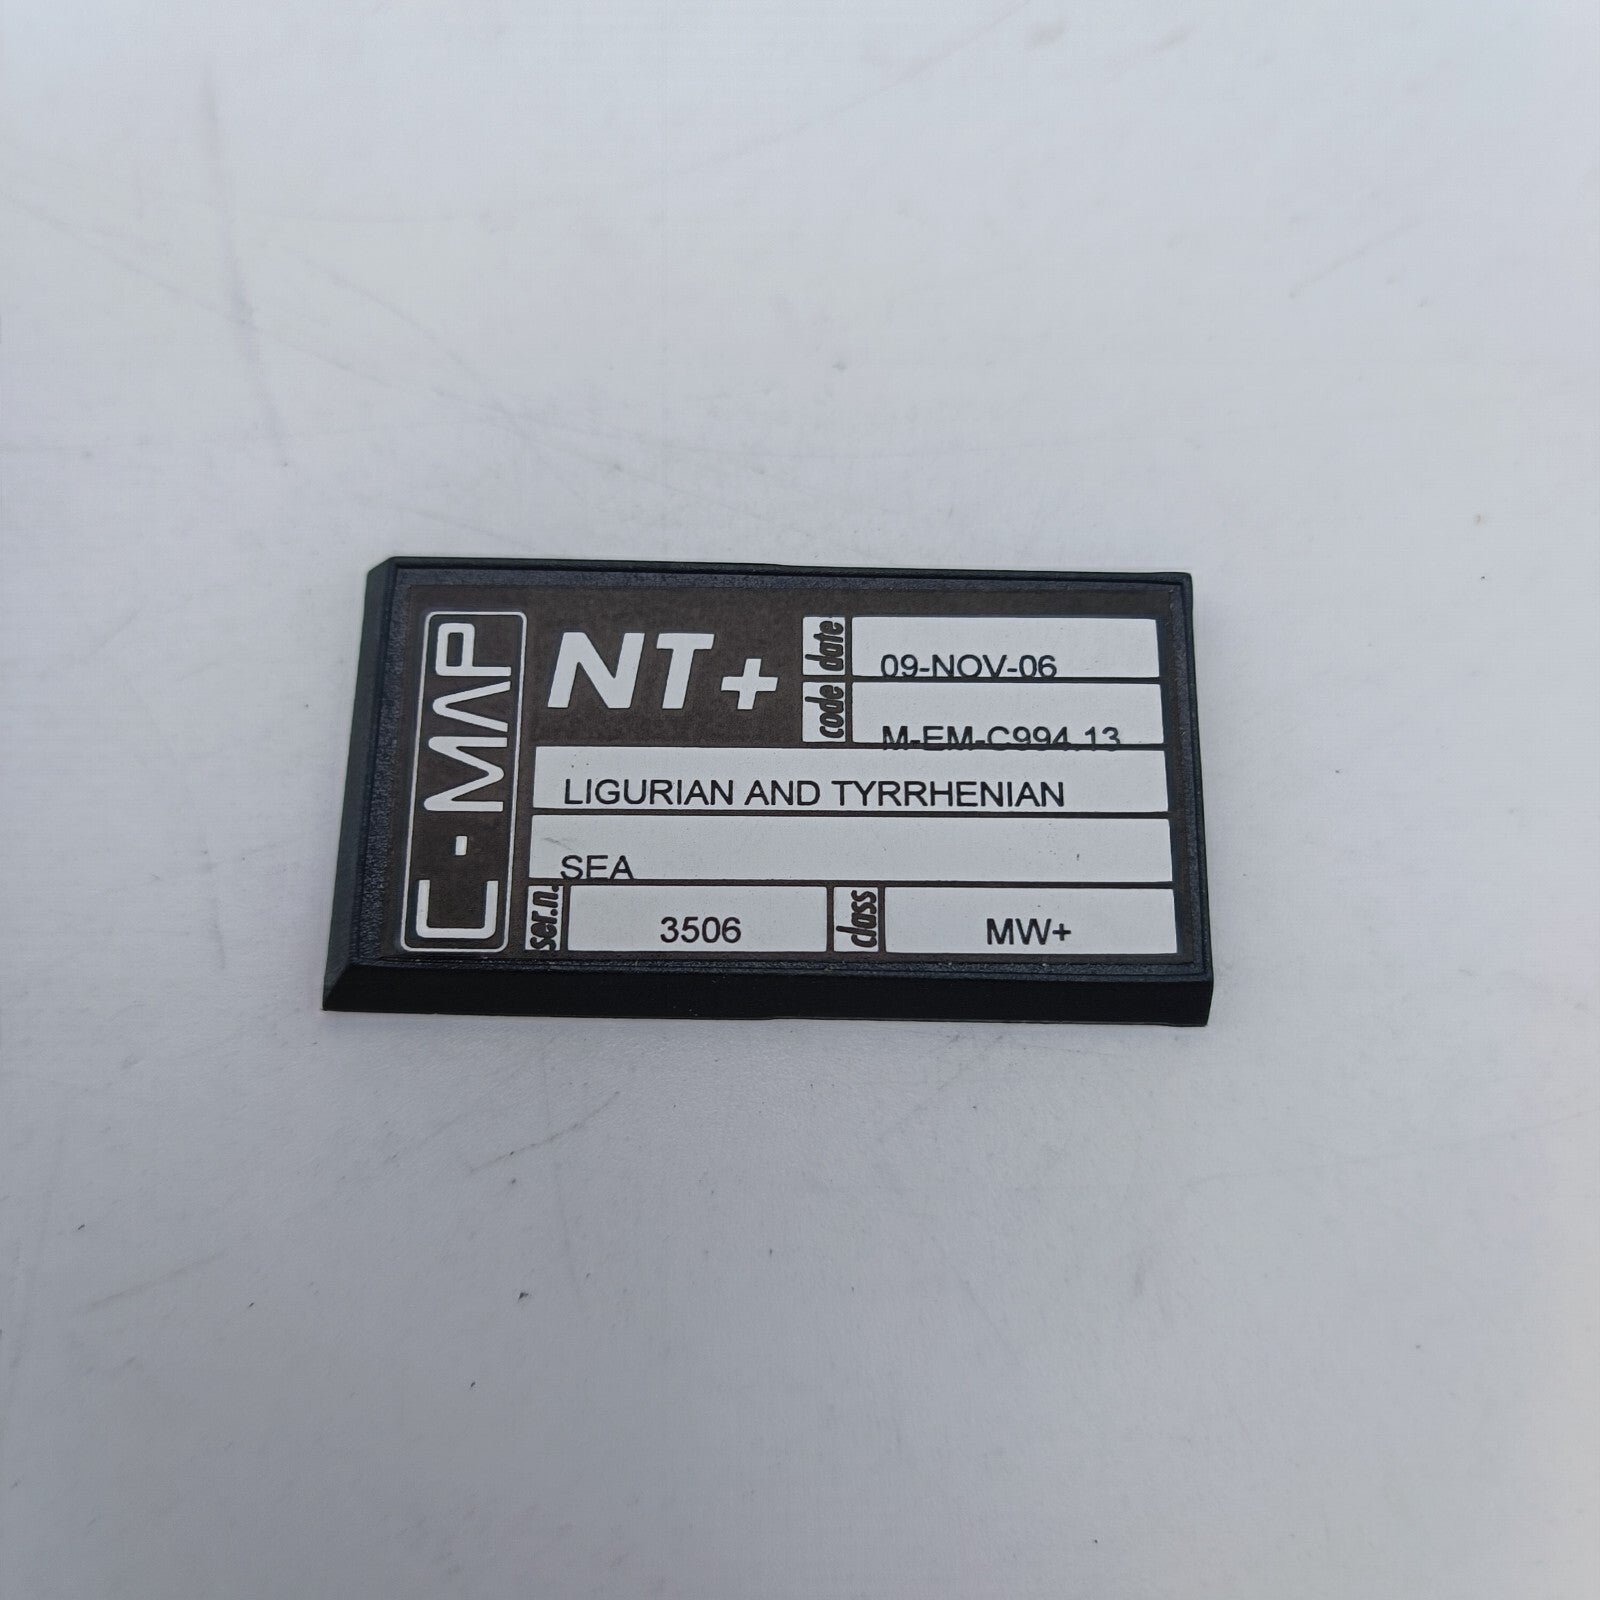 C-MAP
NT+
date 09-NOV-06
code M-EM-C994.13
LIGURIAN AND TYRRHENIAN
SEA
ser.n. 3506 class MW+